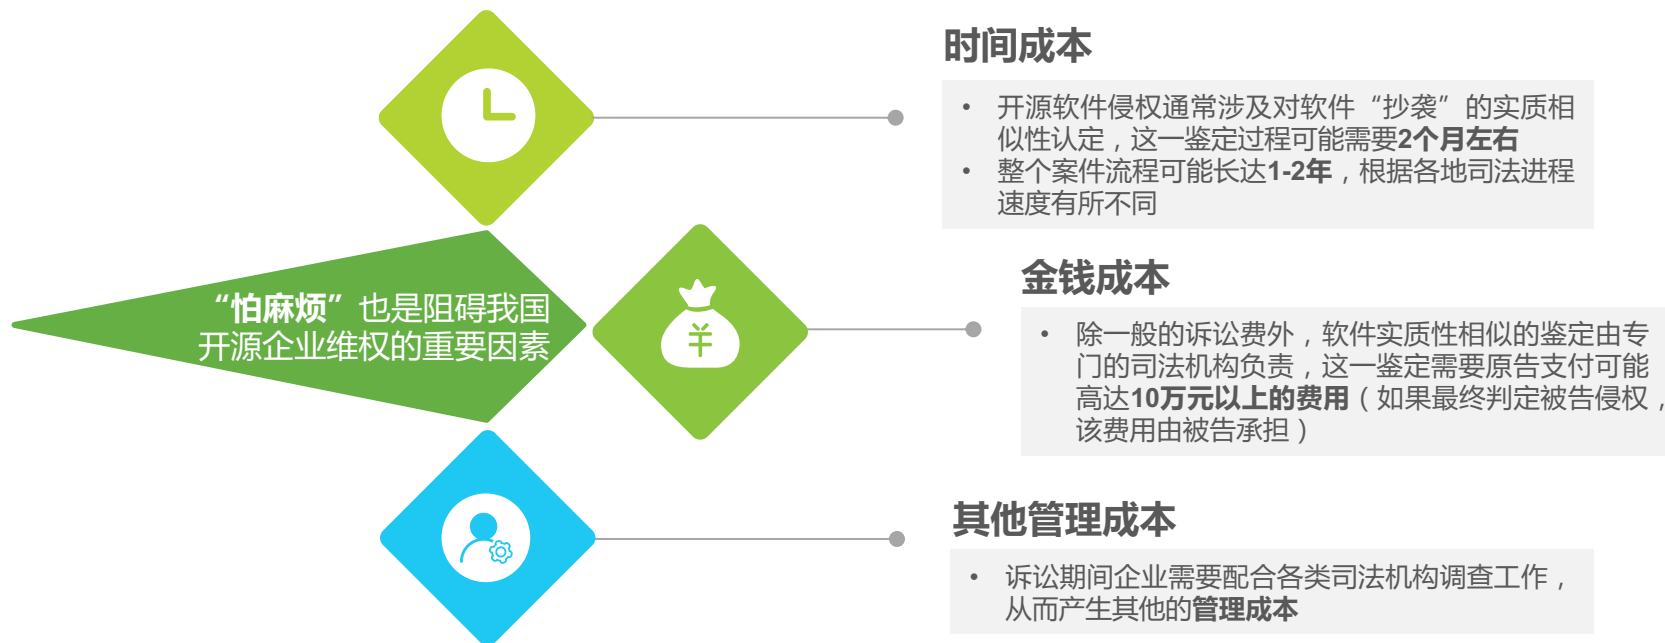 “怕麻烦”也是阻碍我国
开源企业维权的重要因素
时间成本
• 开源软件侵权通常涉及对软件“抄袭”的实质相
似性认定，这一鉴定过程可能需要2个月左右
• 整个案件流程可能长达1-2年，根据各地司法进程
速度有所不同
金钱成本
• 除一般的诉讼费外，软件实质性相似的鉴定由专
门的司法机构负责，这一鉴定需要原告支付可能
高达10万元以上的费用（如果最终判定被告侵权，
该费用由被告承担）
其他管理成本
• 诉讼期间企业需要配合各类司法机构调查工作，
从而产生其他的管理成本